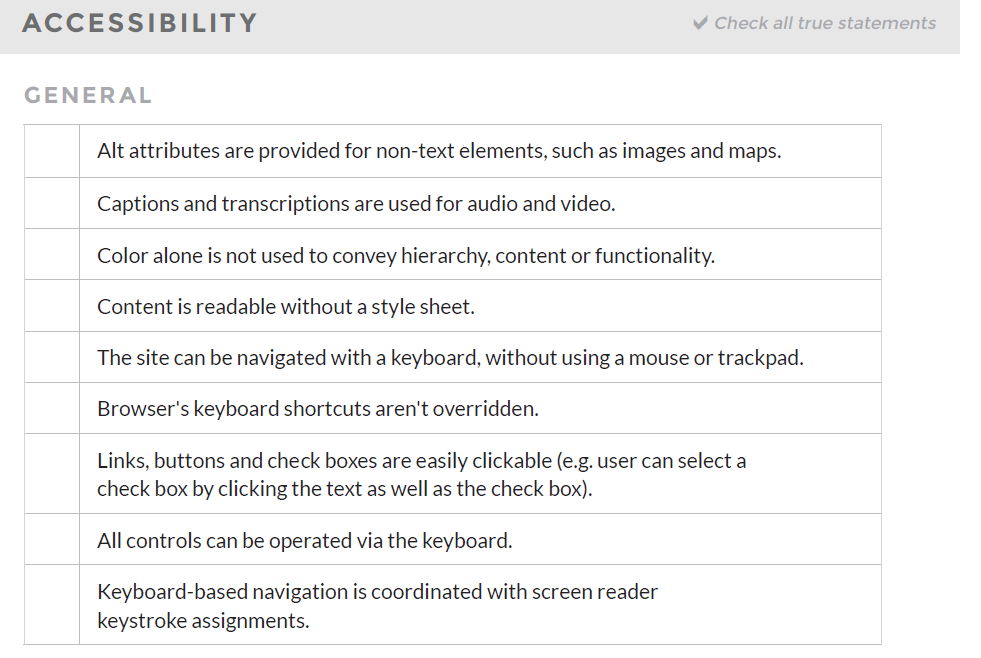 ACCESSIBILITY
Check all true statements
GENERAL
Alt attributes are provided for non-text elements, such as images and maps.
Captions and transcriptions are used for audio and video.
Color alone is not used to convey hierarchy, content or functionality.
Content is readable without a style sheet.
The site can be navigated with a keyboard, without using a mouse or trackpad.
Browser's keyboard shortcuts aren't overridden.
Links, buttons and check boxes are easily clickable (e.g. user can select a
check box by clicking the text as well as the check box).
All controls can be operated via the keyboard.
Keyboard-based navigation is coordinated with screen reader
keystroke assignments.